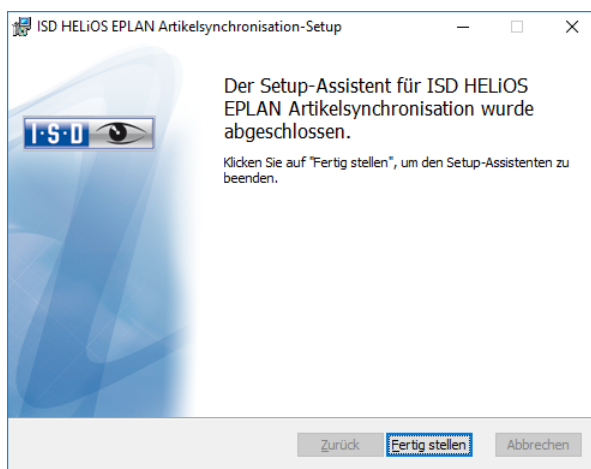 ISD HELiOS EPLAN Artikelsynchronisation-Setup
Der Setup-Assistent für ISD HELiOS
EPLAN Artikelsynchronisation wurde
abgeschlossen.
I·S·D
Klicken Sie auf "Fertig stellen", um den Setup-Assistenten zu
beenden.
Zurück Fertig stellen Abbrechen